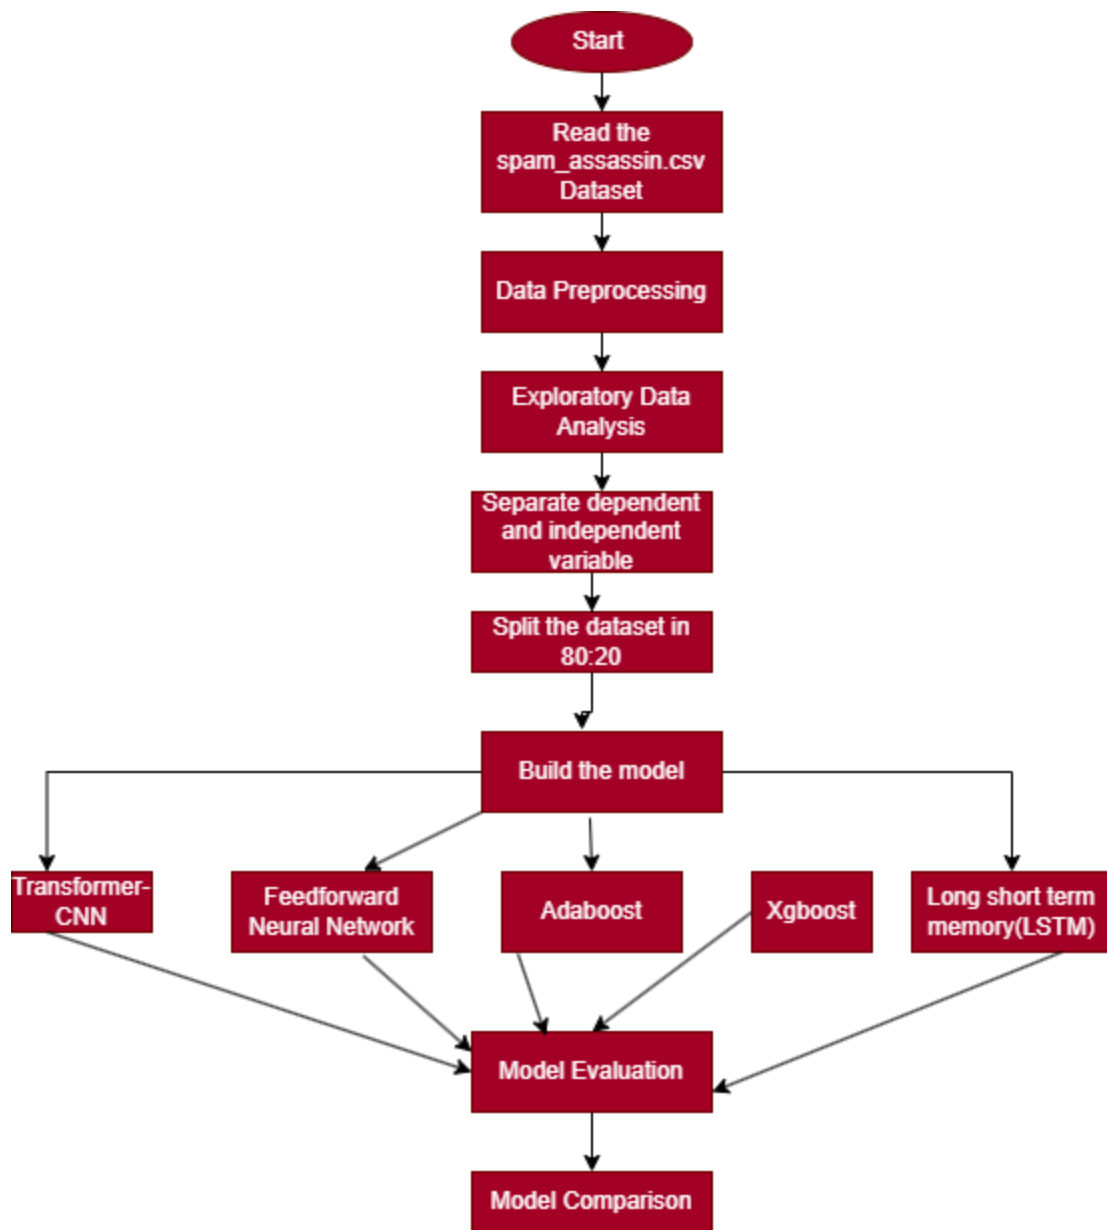 Start
Read the
spam_assassin.csv
Dataset
Data Preprocessing
Exploratory Data
Analysis
Separate dependent
and independent
variable
Split the dataset in
80:20
Build the model
Transformer-
CNN
Feedforward
Neural Network
Adaboost
Xgboost
Long short term
memory(LSTM)
Model Evaluation
Model Comparison